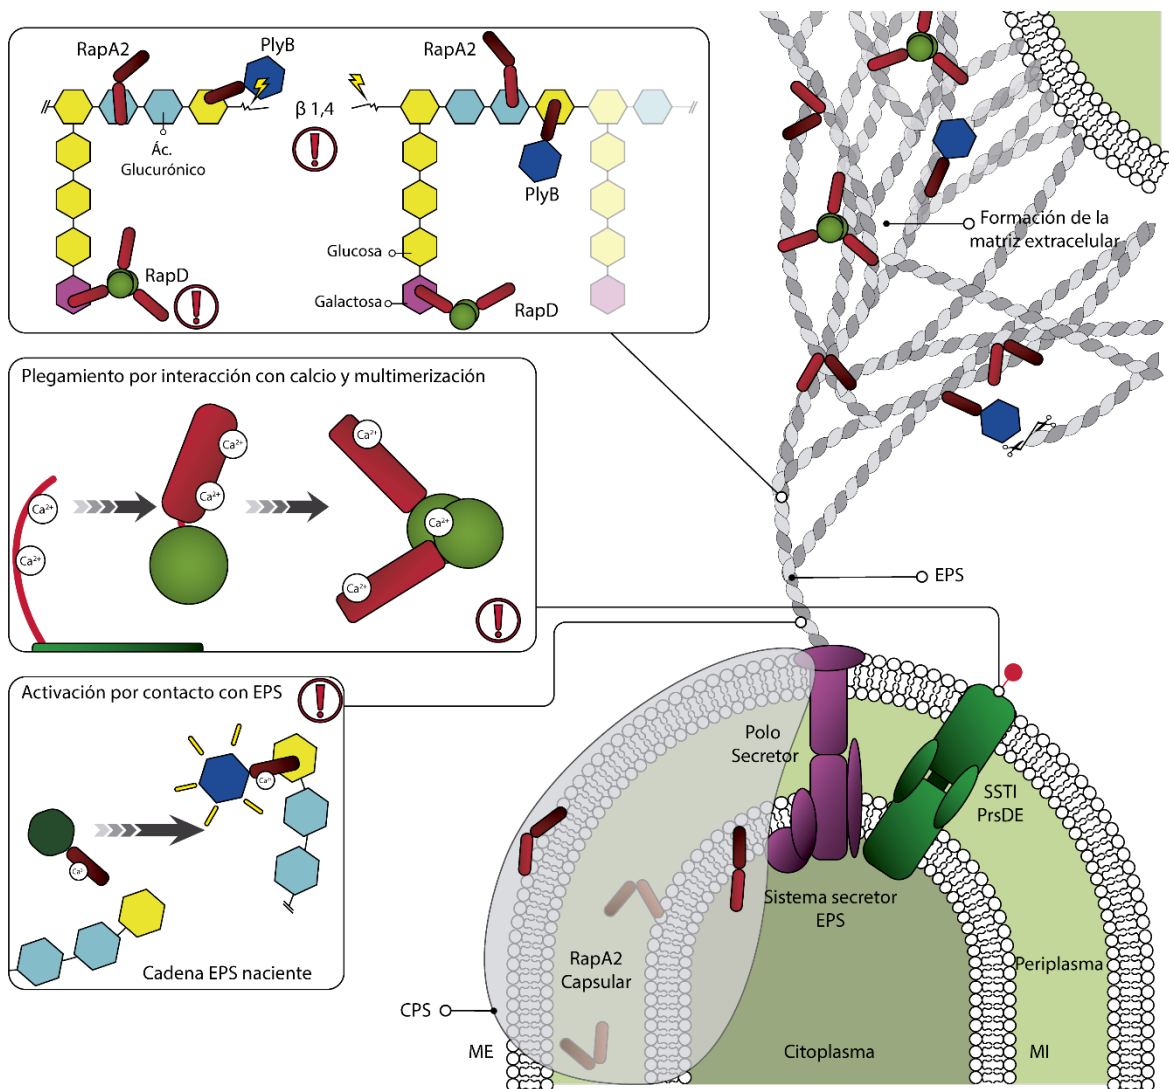 RapA2
PlyB
Ác.
Glucurónico
RapD
β 1,4
RapA2
PlyB
Glucosa
Galactosa
RapD
Formación de la
matriz extracelular
Plegamiento por interacción con calcio y multimerización
Ca²⁺
Ca²⁺
Ca²⁺
Ca²⁺
Ca²⁺
Ca²⁺
Ca²⁺
EPS
Activación por contacto con EPS
Ca²⁺
Ca²
Cadena EPS naciente
Polo
Secretor
SSTI
PrsDE
Sistema secretor
EPS
RapA2
Capsular
Periplasma
CPS
ME
Citoplasma
MI